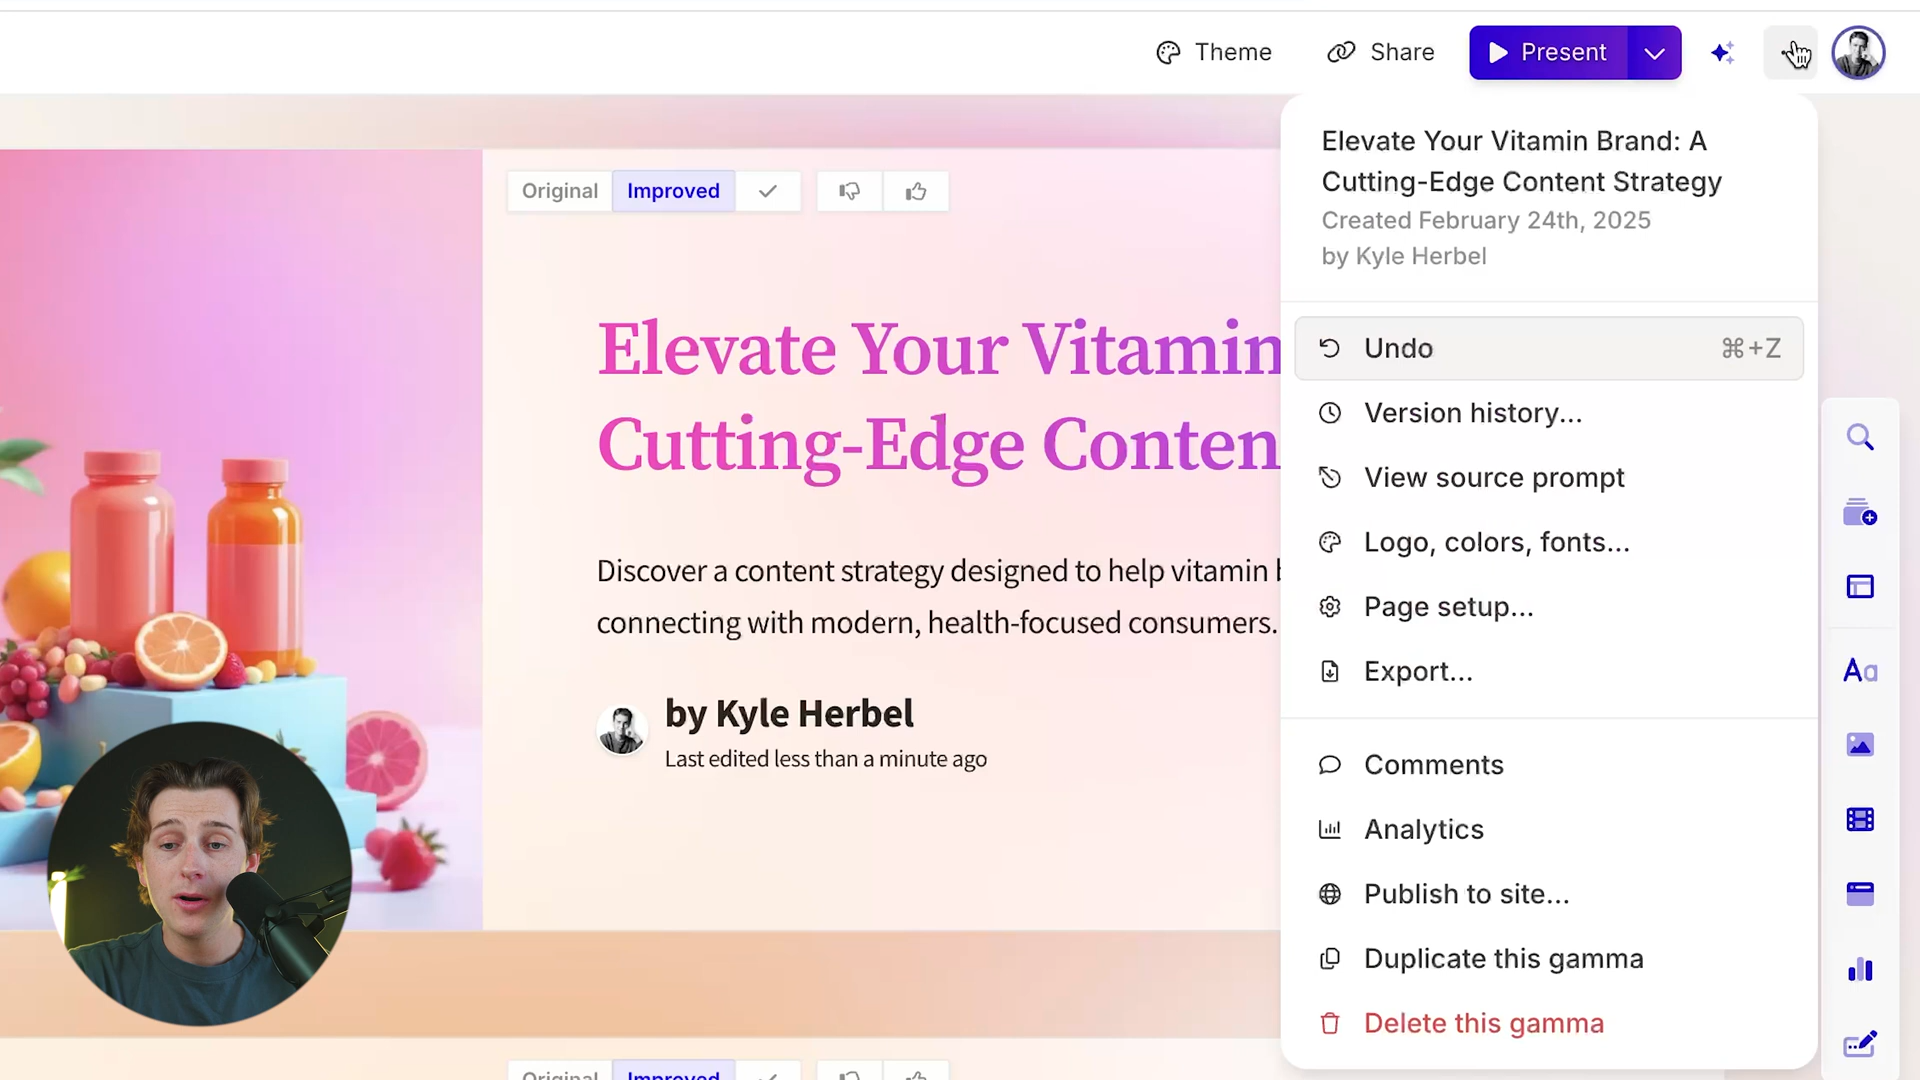 Theme
Share
Present
Original
Improved
Elevate Your Vitamin
Cutting-Edge Conten
Discover a content strategy designed to help vitamin
connecting with modern, health-focused consumers.
by Kyle Herbel
Last edited less than a minute ago
Original
Improved
Elevate Your Vitamin Brand: A
Cutting-Edge Content Strategy
Created February 24th, 2025
by Kyle Herbel
Undo ⌘+Z
Version history...
View source prompt
Logo, colors, fonts...
Page setup...
Export...
Comments
Analytics
Publish to site...
Duplicate this gamma
Delete this gamma
Aa